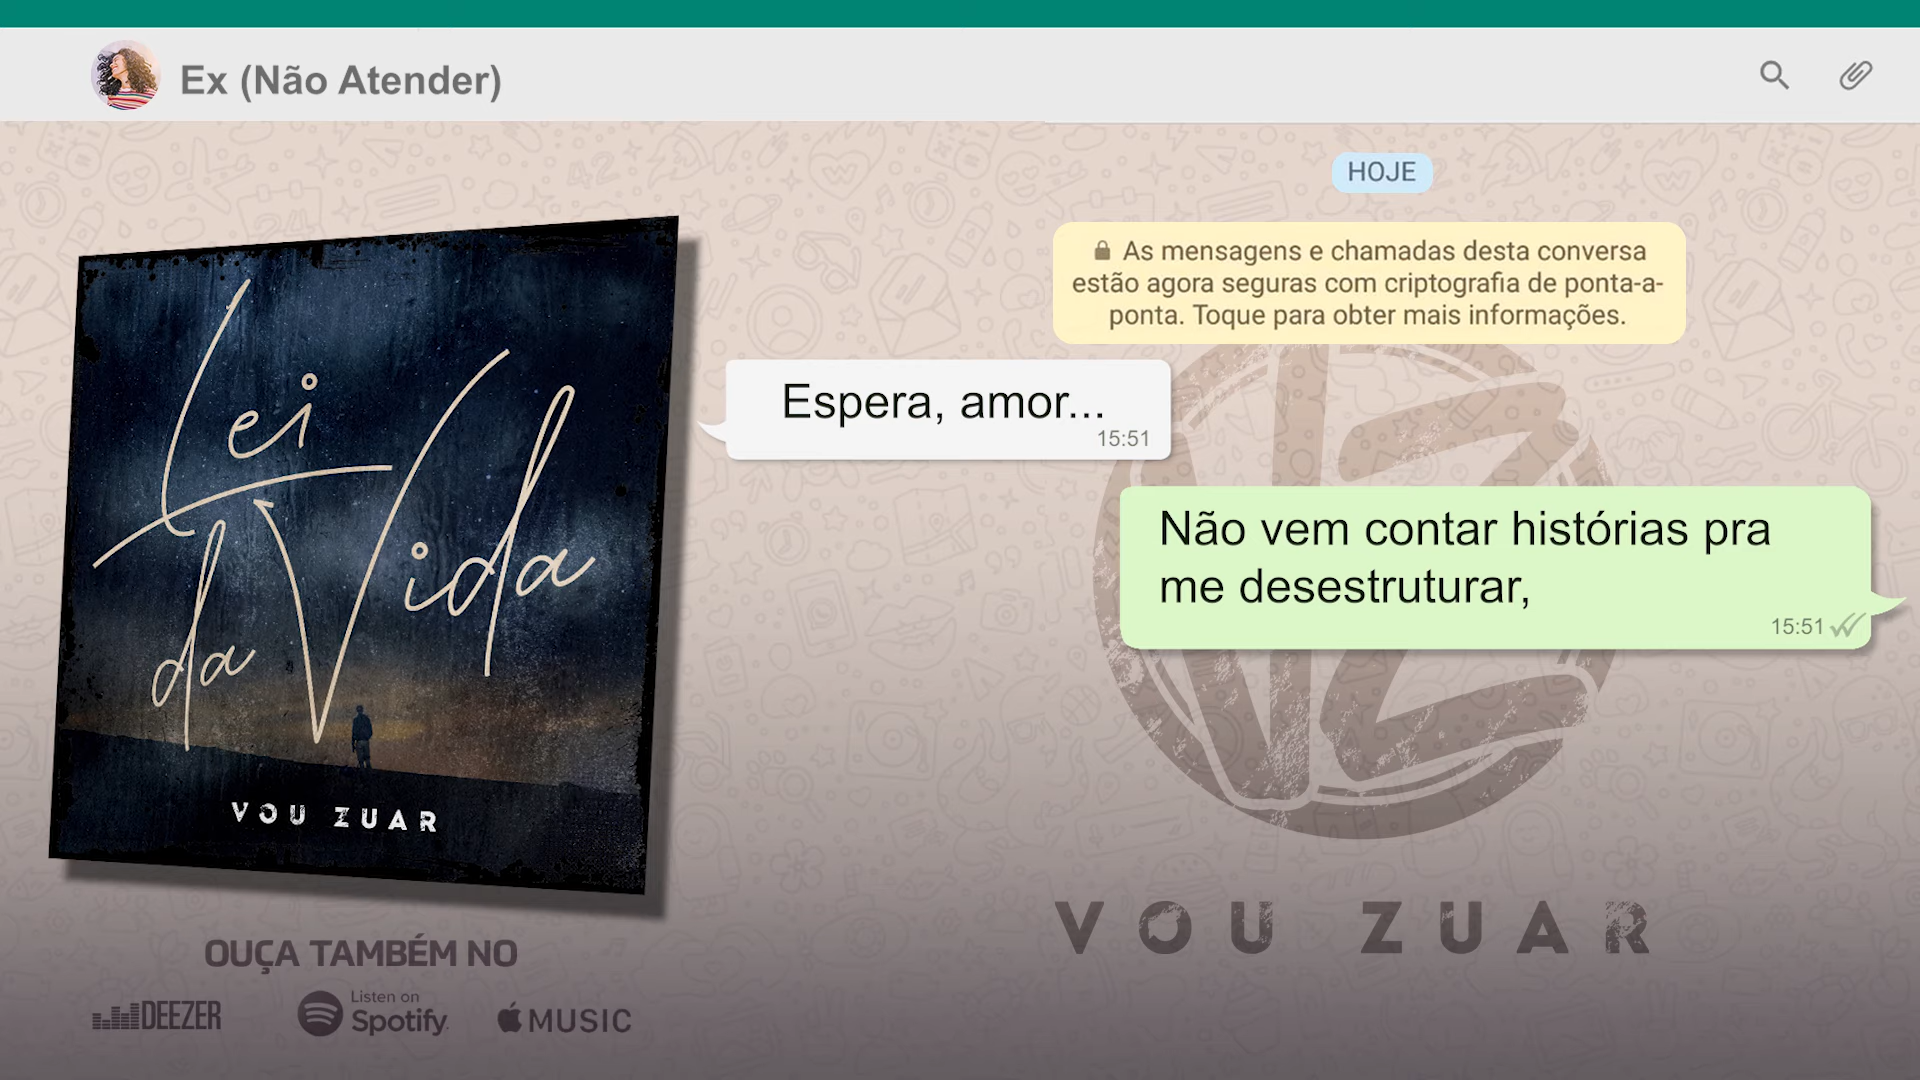 Ex (Não Atender)
HOJE
As mensagens e chamadas desta conversa
estão agora seguras com criptografia de ponta-a-
ponta. Toque para obter mais informações.
Espera, amor...
15:51
Não vem contar histórias pra
me desestruturar,
15:51
Lei
da Vida
VOU ZUAR
VZ
VOU ZUAR
OUÇA TAMBÉM NO
DEEZER
Listen on
Spotify
MUSIC